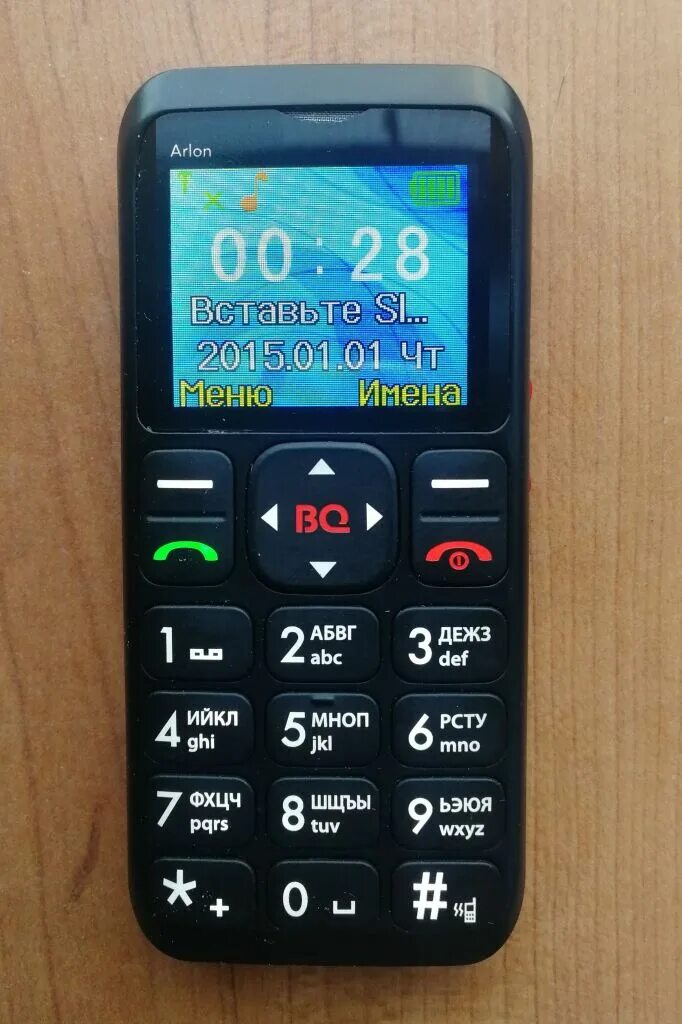 Arlon
00:28
Вставьте SI...
2015.01.01 Чт
Меню Имена
BQ
1 2 АБВГ abc 3 ДЕЖЗ def
4 ИЙКЛ ghi 5 МНОП jkl 6 РСТУ mno
7 ФХЦЧ pqrs 8 ШЩЪЫ tuv 9 ЬЭЮЯ wxyz
* + 0 #